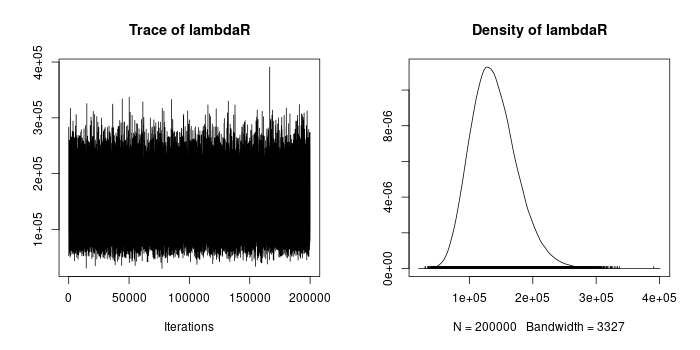 Trace of lambdaR
4e+05
3e+05
2e+05
1e+05
0 50000 100000 150000 200000
Iterations
Density of lambdaR
8e-06
4e-06
0e+00
1e+05 2e+05 3e+05 4e+05
N = 200000 Bandwidth = 3327